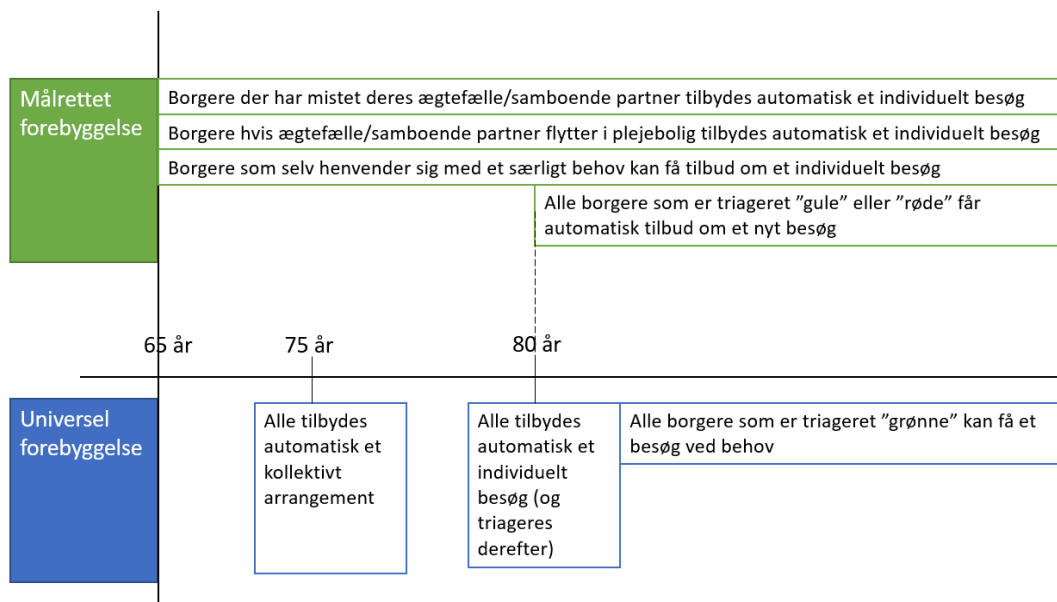 Målrettet
forebyggelse
Borgere der har mistet deres ægtefælle/samboende partner tilbydes automatisk et individuelt besøg
Borgere hvis ægtefælle/samboende partner flytter i plejebolig tilbydes automatisk et individuelt besøg
Borgere som selv henvender sig med et særligt behov kan få tilbud om et individuelt besøg
Alle borgere som er triageret ”gule” eller ”røde” får
automatisk tilbud om et nyt besøg
65 år
75 år
80 år
Universel
forebyggelse
Alle tilbydes
automatisk et
kollektivt
arrangement
Alle tilbydes
automatisk et
individuelt
besøg (og
triageres
derefter)
Alle borgere som er triageret ”grønne” kan få et
besøg ved behov